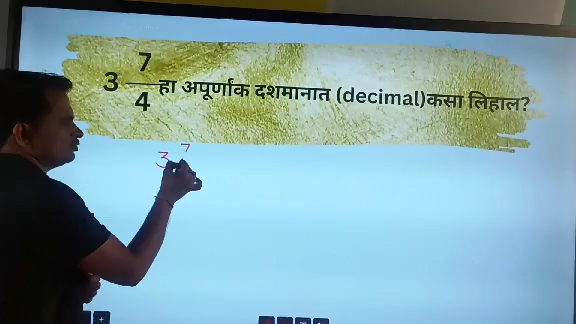 3 7/4 हा अपूर्णांक दशमानात (decimal)कसा लिहाल?
3 7